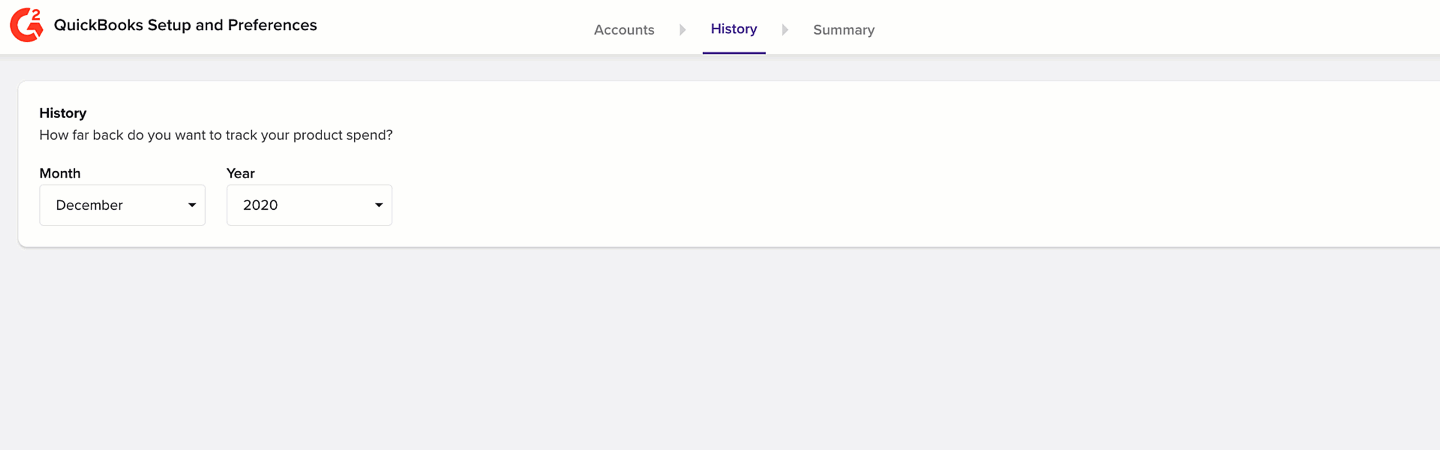 G2 QuickBooks Setup and Preferences
Accounts History Summary
History
How far back do you want to track your product spend?
Month Year
December 2020